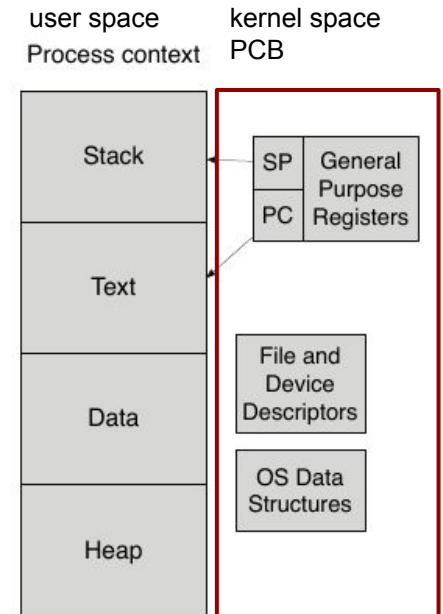 user space
kernel space
Process context
PCB
Stack
SP
General
Purpose
Registers
PC
Text
File and
Device
Descriptors
Data
OS Data
Structures
Heap